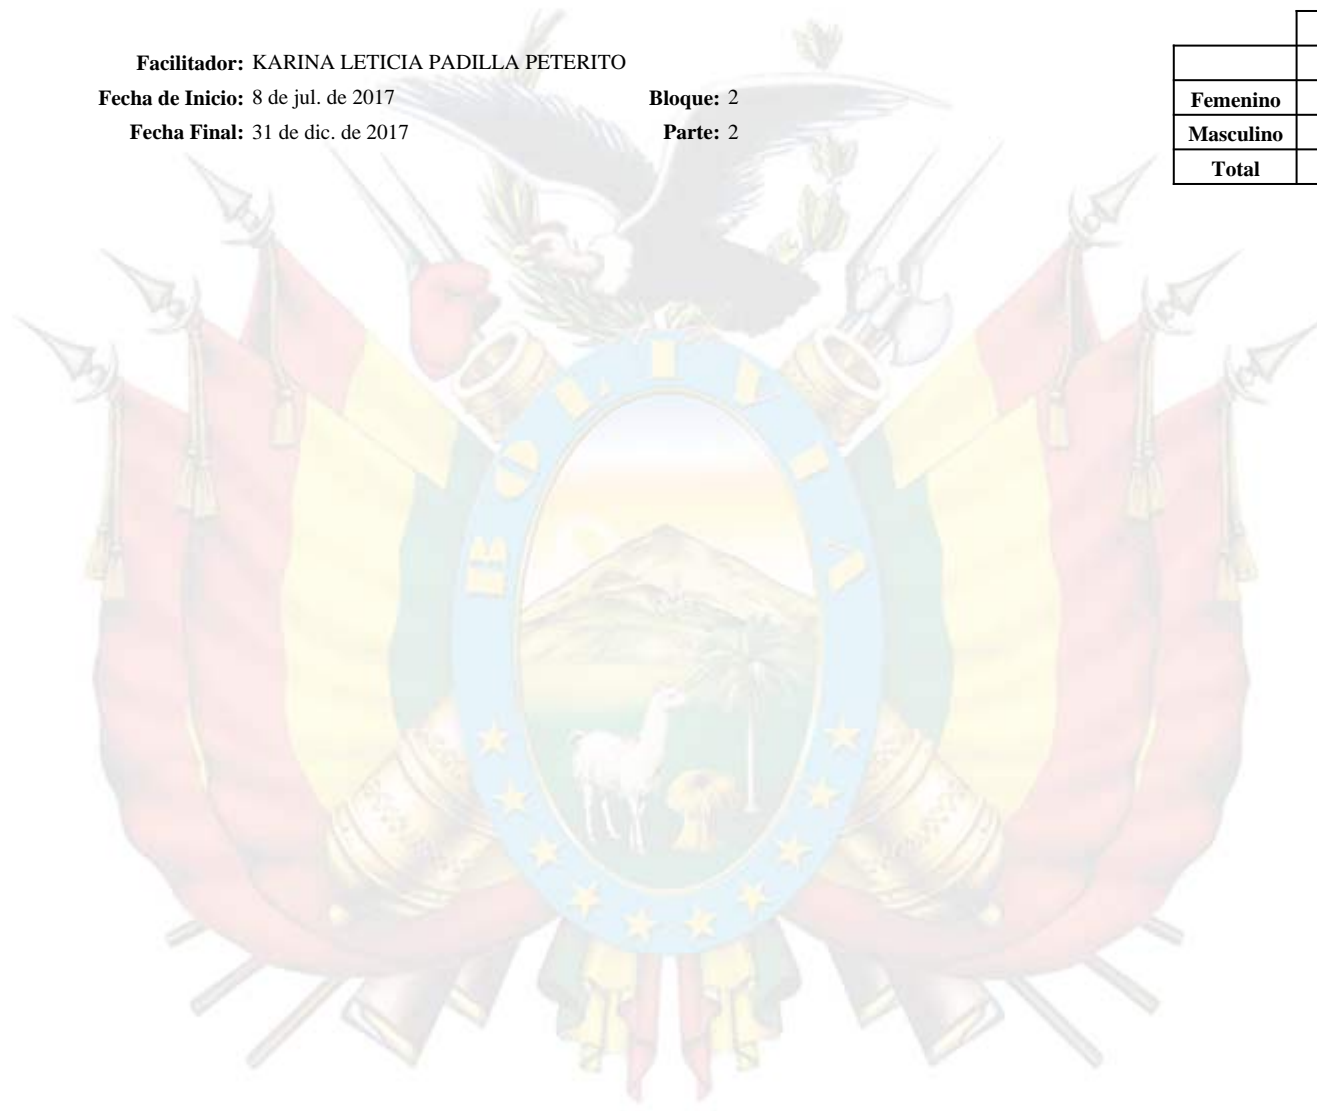 Facilitador: KARINA LETICIA PADILLA PETERITO
Fecha de Inicio: 8 de jul. de 2017 Bloque: 2
Fecha Final: 31 de dic. de 2017 Parte: 2
Femenino
Masculino
Total
BOLIVIA